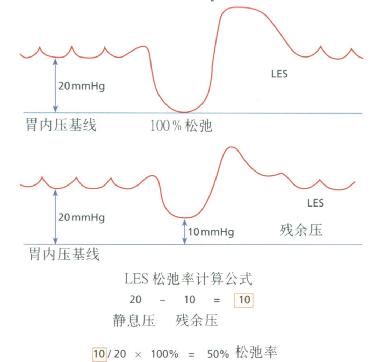 20mmHg
LES
胃内压基线
100%松弛
LES
20mmHg
10mmHg
残余压
胃内压基线
LES 松弛率计算公式
20 − 10 = 10
静息压 残余压
10/20 × 100% = 50% 松弛率